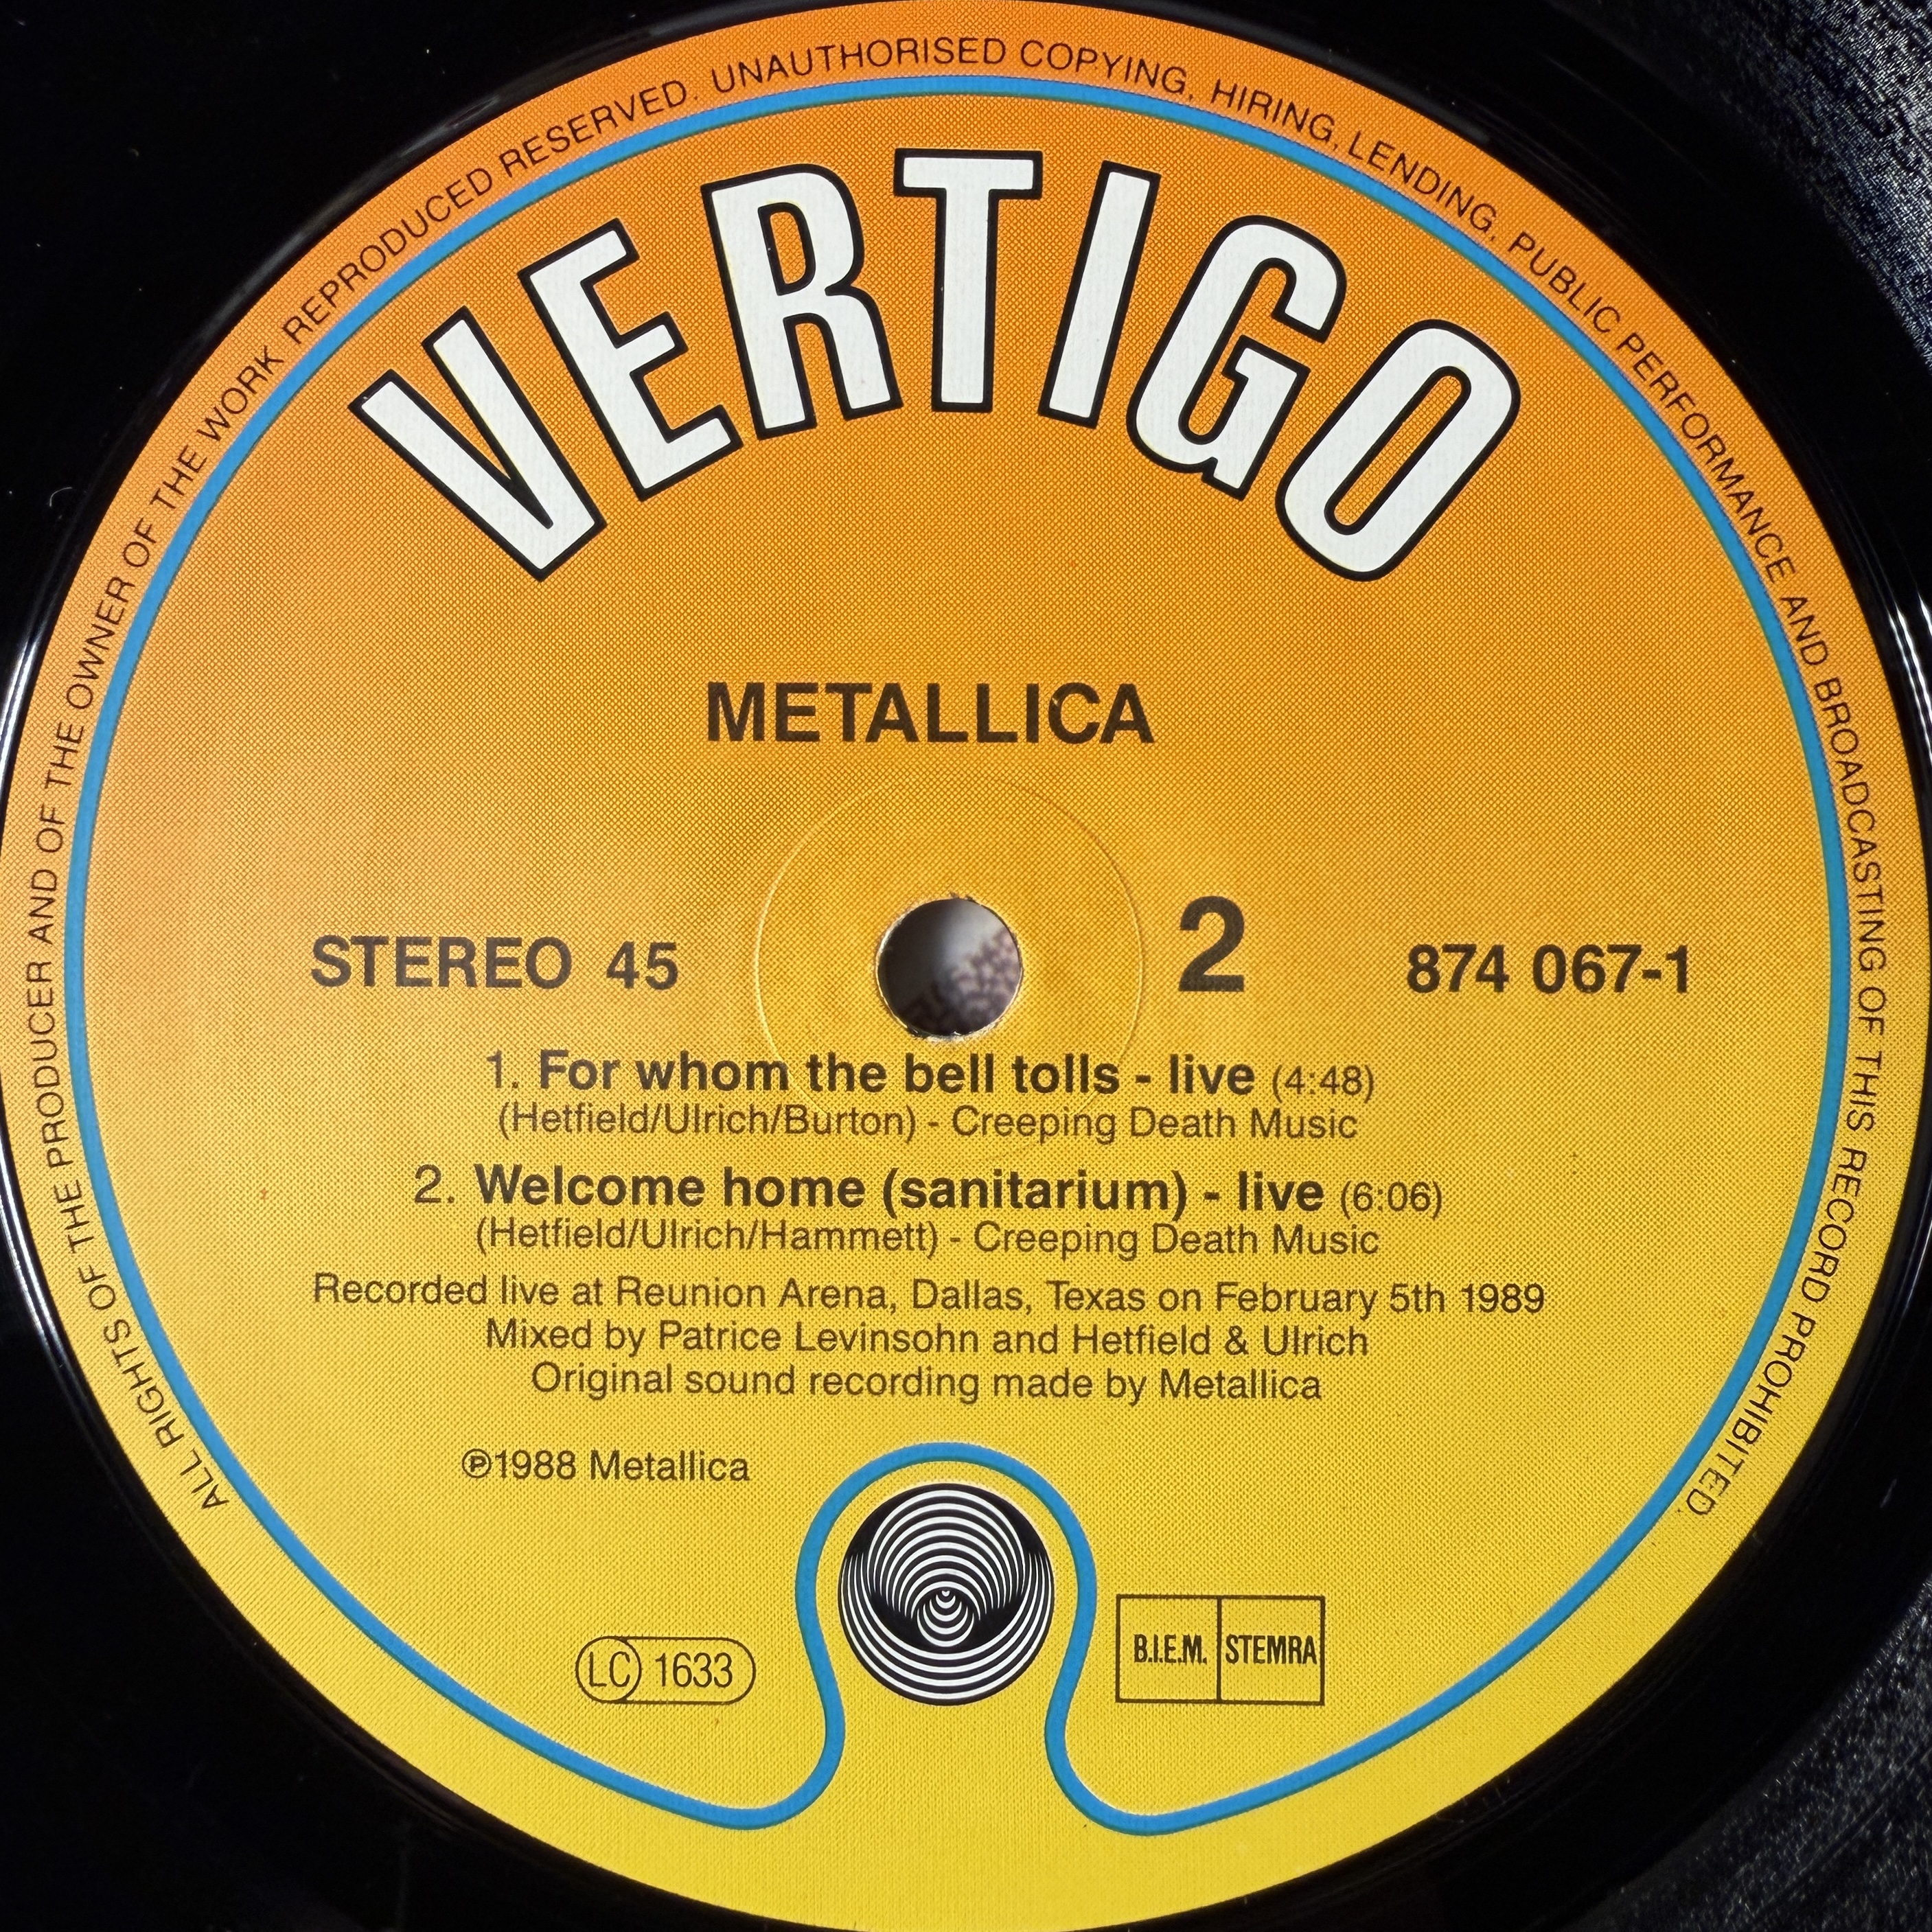 ALL RIGHTS OF THE PRODUCER AND OF THE OWNER OF THE WORK REPRODUCED RESERVED. UNAUTHORISED COPYING, HIRING, LENDING, PUBLIC PERFORMANCE AND BROADCASTING OF THIS RECORD PROHIBITED.
VERTIGO
METALLICA
STEREO 45
2
874 067-1
1. For whom the bell tolls - live (4:48)
(Hetfield/Ulrich/Burton) - Creeping Death Music
2. Welcome home (sanitarium) - live (6:06)
(Hetfield/Ulrich/Hammett) - Creeping Death Music
Recorded live at Reunion Arena, Dallas, Texas on February 5th 1989
Mixed by Patrice Levinsohn and Hetfield & Ulrich
Original sound recording made by Metallica
℗1988 Metallica
LC 1633
B.I.E.M. STEMRA